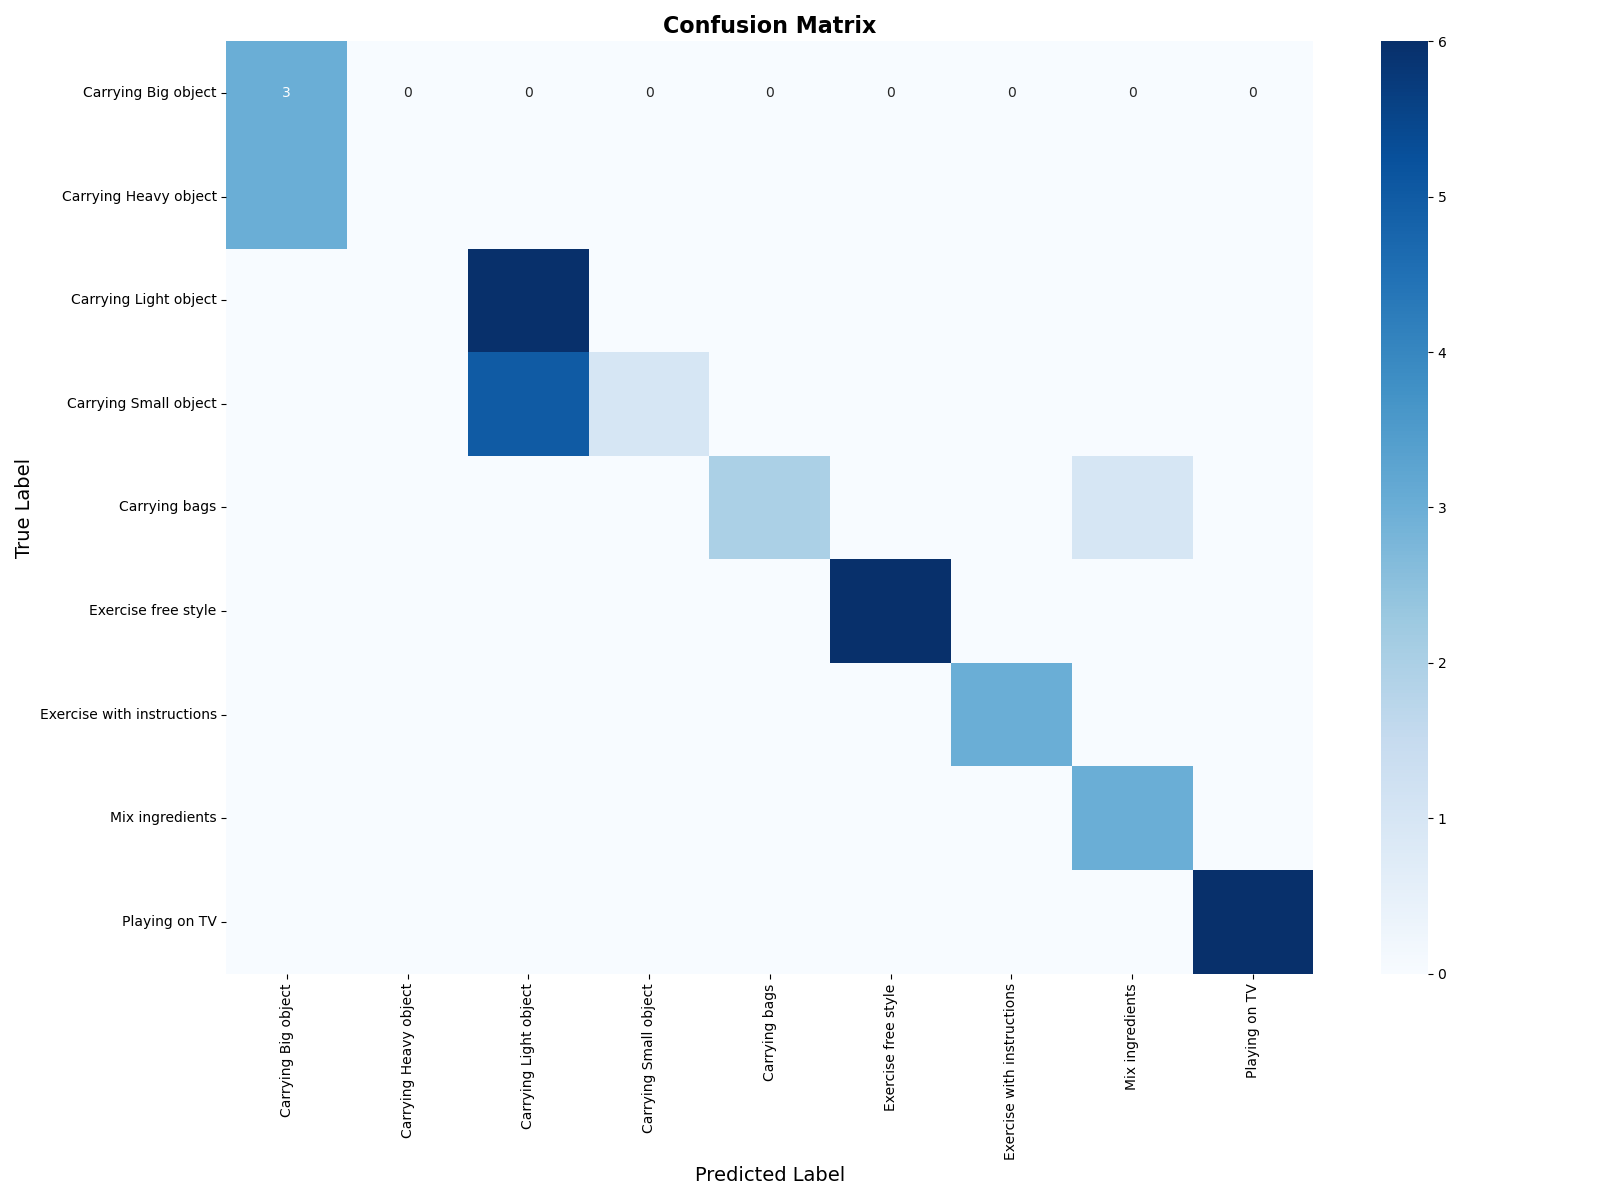 Confusion Matrix
Carrying Big object
3 0 0 0 0 0 0 0 0
Carrying Heavy object
Carrying Light object
Carrying Small object
Carrying bags
Exercise free style
Exercise with instructions
Mix ingredients
Playing on TV
True Label
Carrying Big object
Carrying Heavy object
Carrying Light object
Carrying Small object
Carrying bags
Exercise free style
Exercise with instructions
Mix ingredients
Playing on TV
Predicted Label
6
5
4
3
2
1
0